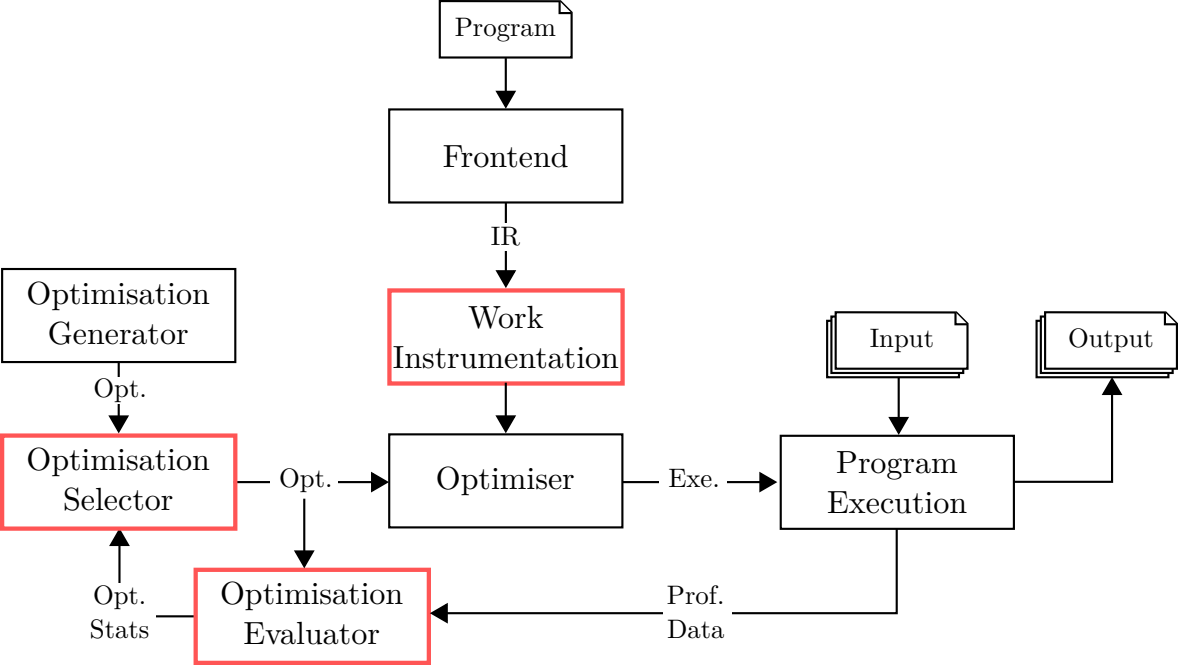 Program
Frontend
IR
Optimisation
Generator
Work
Instrumentation
Input
Output
Opt.
Optimisation
Selector
Opt.
Optimiser
Exe.
Program
Execution
Opt.
Stats
Optimisation
Evaluator
Prof.
Data